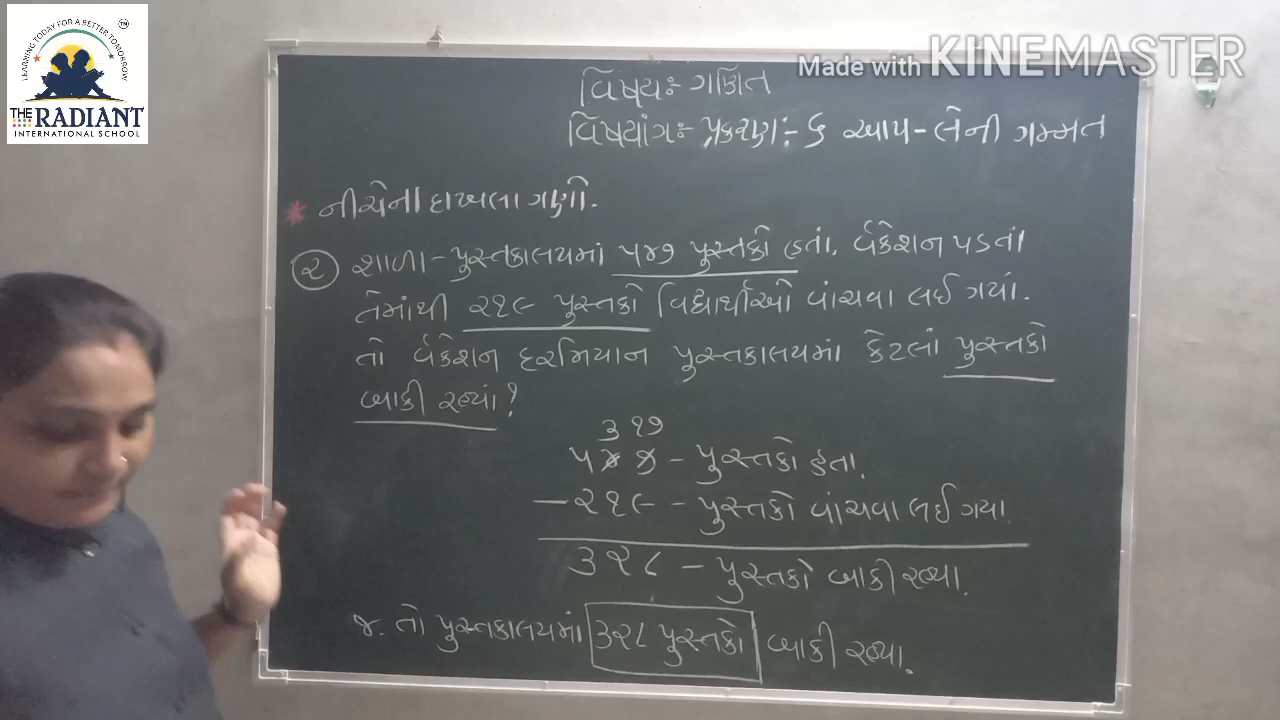 LEARNING TODAY FOR A BETTER TOMORROW
TM
THE RADIANT
INTERNATIONAL SCHOOL
Made with KINEMASTER
વિષય:- ગણિત
વિષયાંગ:- પ્રકરણ:- ૬ આપ-લેની ગમ્મત
* નીચેના દાખલા ગણો.
૨ શાળા-પુસ્તકાલયમાં ૫૪૭ પુસ્તકો હતાં. વેકેશન પડતાં
તેમાંથી ૨૧૯ પુસ્તકો વિદ્યાર્થીઓ વાંચવા લઈ ગયાં.
તો વેકેશન દરમિયાન પુસ્તકાલયમાં કેટલાં પુસ્તકો
બાકી રહ્યાં?
૩ ૧૭
૫૪૭ - પુસ્તકો હતા.
- ૨૧૯ - પુસ્તકો વાંચવા લઈ ગયા.
૩૨૮ - પુસ્તકો બાકી રહ્યા.
જ. તો પુસ્તકાલયમાં ૩૨૮ પુસ્તકો બાકી રહ્યા.